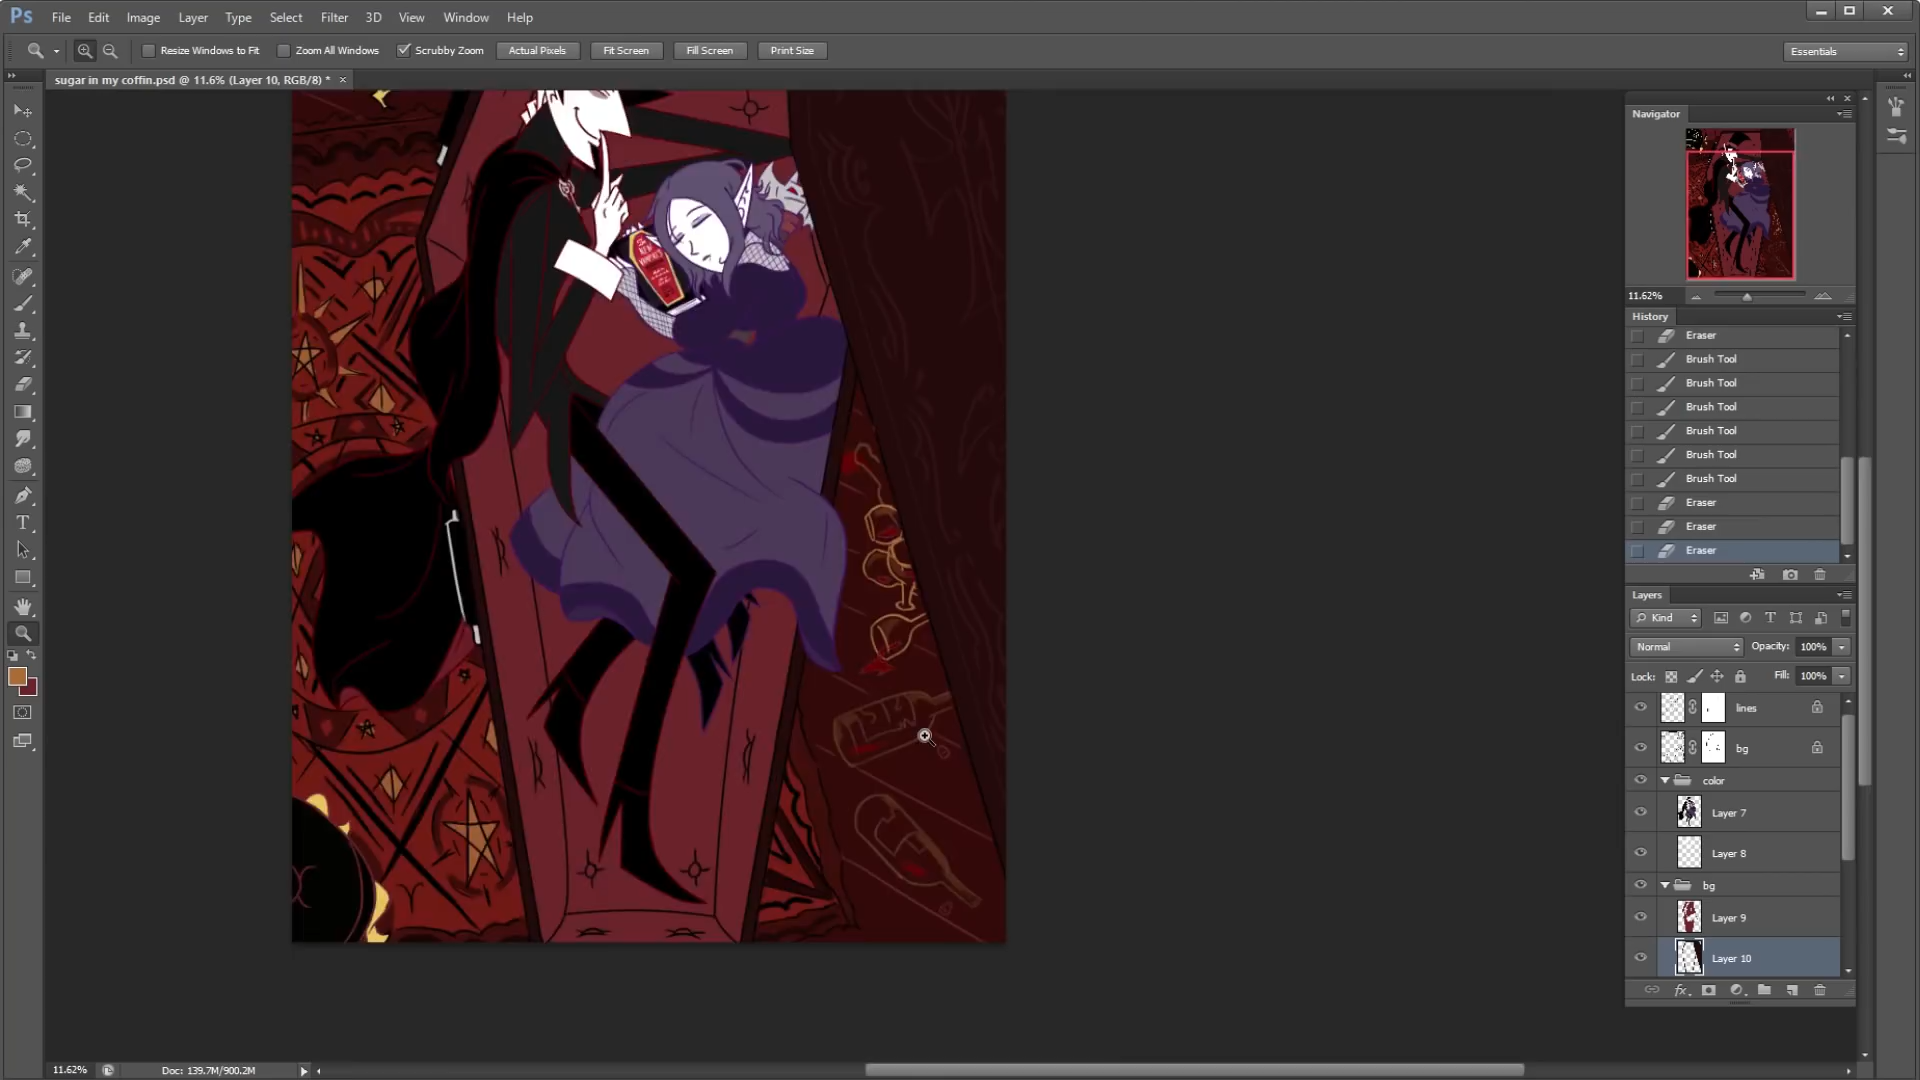 Ps File Edit Image Layer Type Select Filter 3D View Window Help
Resize Windows to Fit Zoom All Windows Scrubby Zoom Actual Pixels Fit Screen Fill Screen Print Size Essentials
sugar in my coffin.psd @ 11.6% (Layer 10, RGB/8) *
Navigator
11.62%
History
Eraser
Brush Tool
Brush Tool
Brush Tool
Brush Tool
Brush Tool
Brush Tool
Eraser
Eraser
Eraser
Layers
Kind
Normal Opacity: 100%
Lock: Fill: 100%
lines
bg
color
Layer 7
Layer 8
bg
Layer 9
Layer 10
11.62% Doc: 139.7M/900.2M